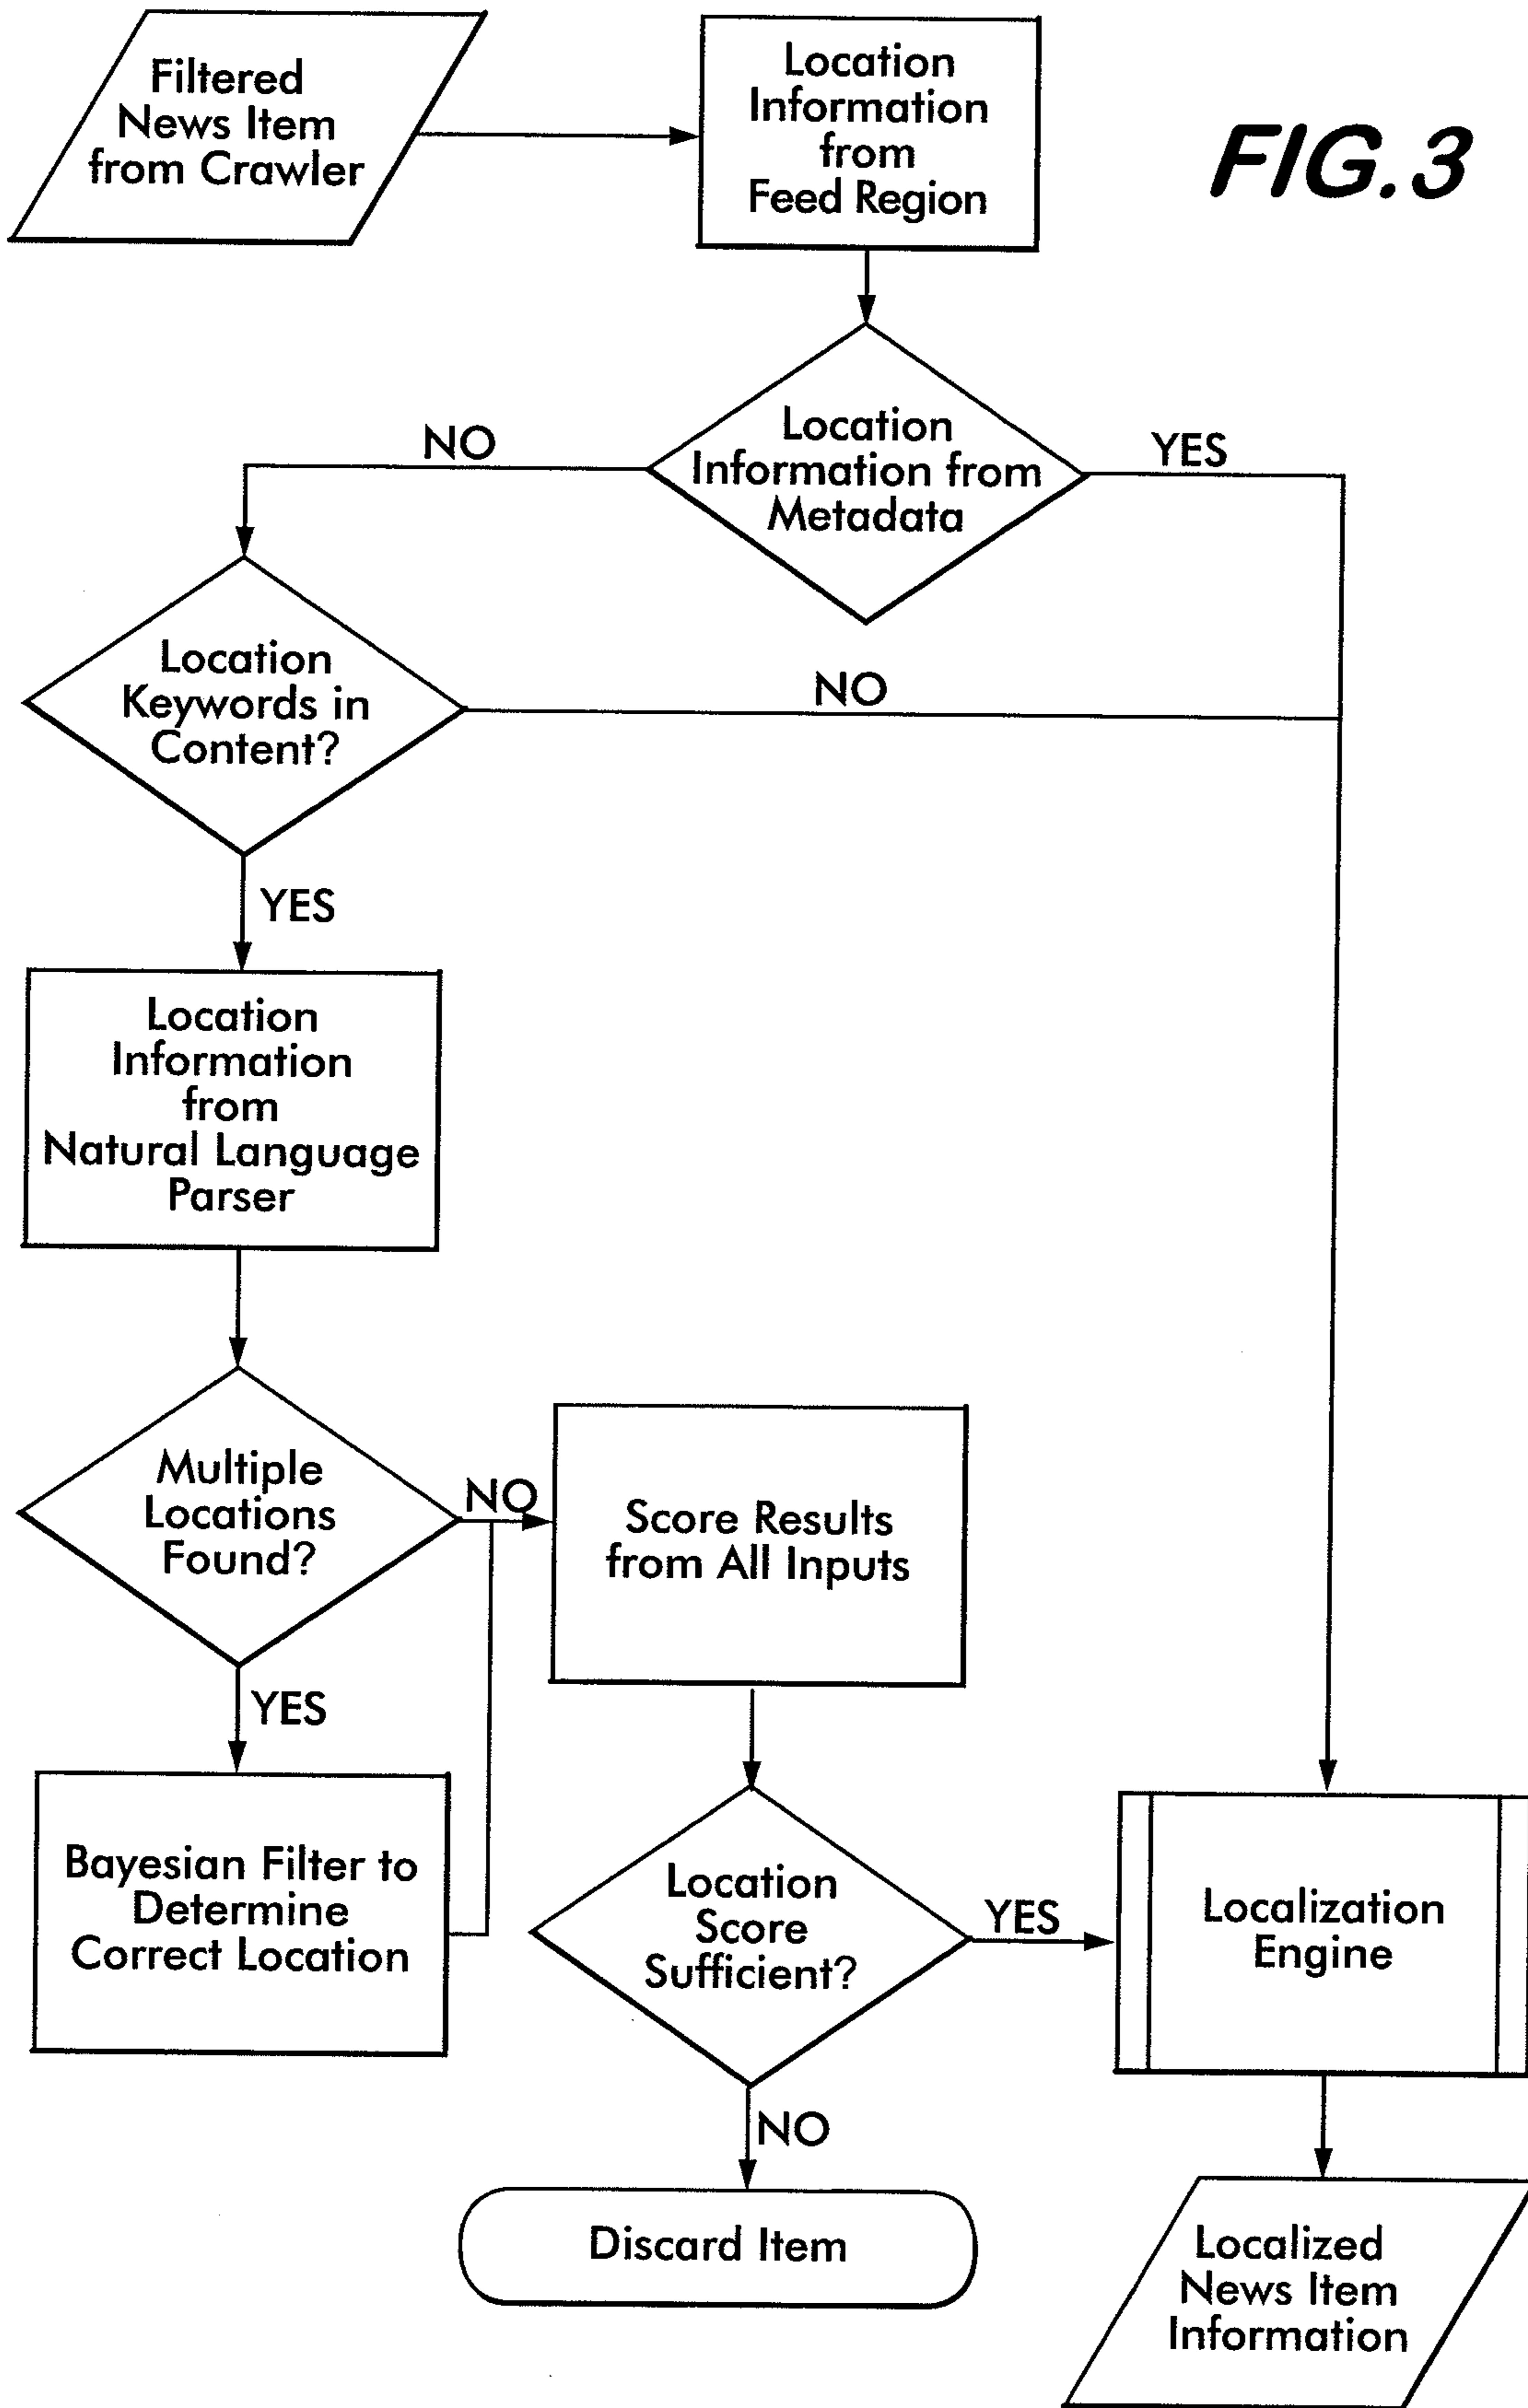 Filtered
News Item
from Crawler
Location
Information
from
Feed Region
FIG.3
Location
Information from
Metadata
NO
YES
Location
Keywords in
Content?
NO
YES
Location
Information
from
Natural Language
Parser
Multiple
Locations
Found?
NO
Score Results
from All Inputs
YES
Bayesian Filter to
Determine
Correct Location
Location
Score
Sufficient?
YES
Localization
Engine
NO
Discard Item
Localized
News Item
Information